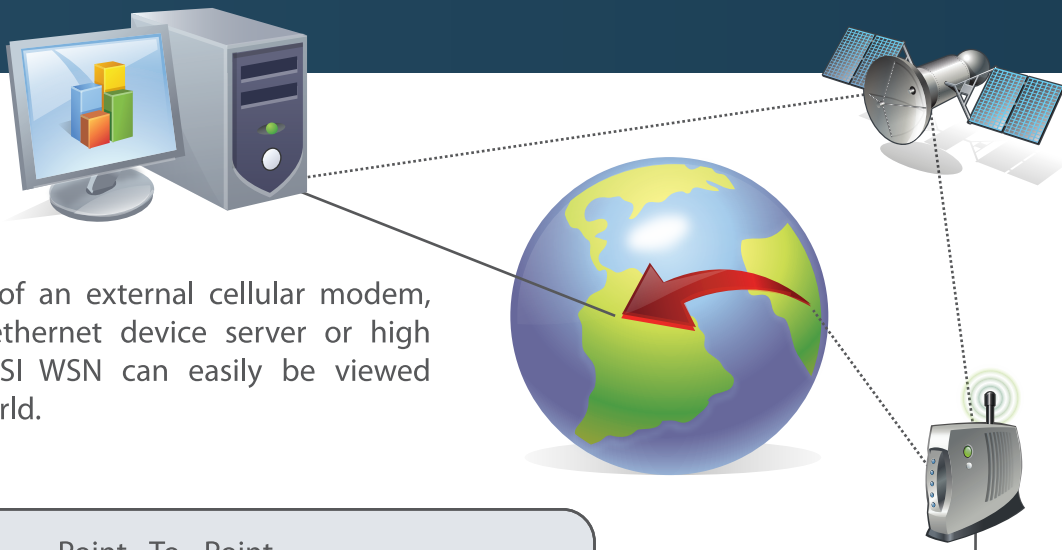 of an external cellular modem,
ethernet device server or high
SI WSN can easily be viewed
rld.
Point To Point